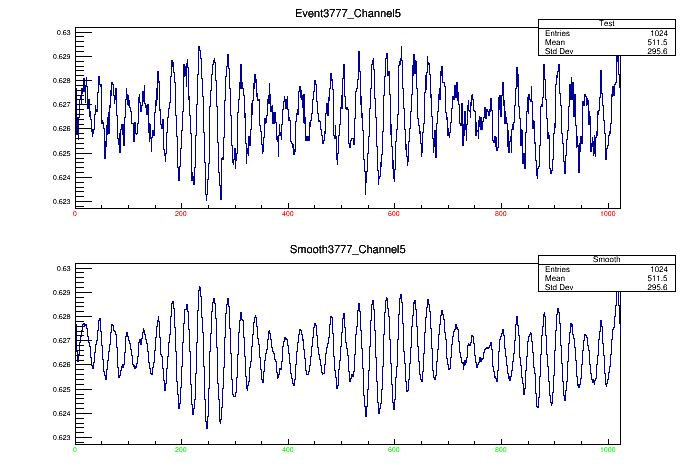 Event3777_Channel5
Test
Entries 1024
Mean 511.5
Std Dev 295.6
0.63
0.629
0.628
0.627
0.626
0.625
0.624
0.623
0 200 400 600 800 1000
Smooth3777_Channel5
Smooth
Entries 1024
Mean 511.5
Std Dev 295.6
0.63
0.629
0.628
0.627
0.626
0.625
0.624
0.623
0 200 400 600 800 1000